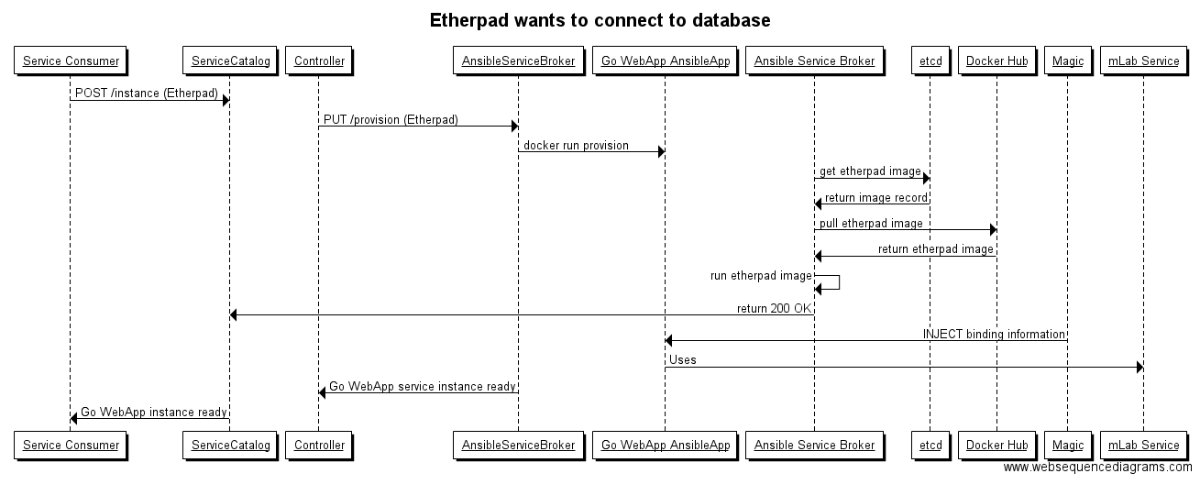 Etherpad wants to connect to database
Service Consumer ServiceCatalog Controller AnsibleServiceBroker Go WebApp AnsibleApp Ansible Service Broker etcd Docker Hub Magic mLab Service
POST /instance (Etherpad)
PUT /provision (Etherpad)
docker run provision
get etherpad image
return image record
pull etherpad image
return etherpad image
run etherpad image
return 200 OK
INJECT binding information
Uses
Go WebApp service instance ready
Go WebApp instance ready
Service Consumer ServiceCatalog Controller AnsibleServiceBroker Go WebApp AnsibleApp Ansible Service Broker etcd Docker Hub Magic mLab Service
www.websequencediagrams.com